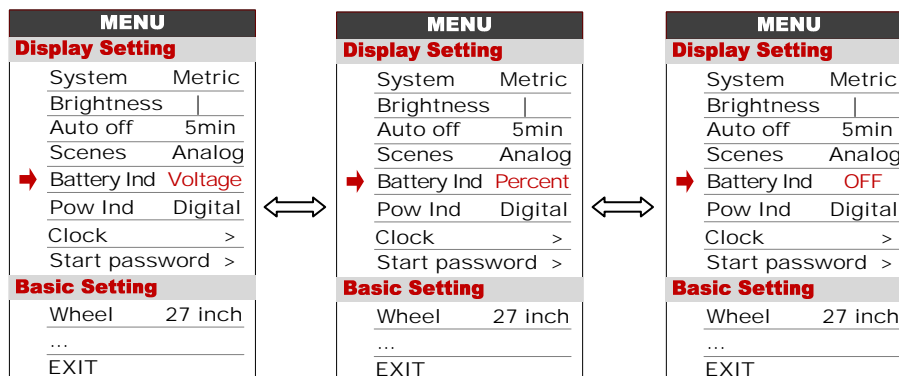 MENU
Display Setting
System Metric
Brightness |
Auto off 5min
Scenes Analog
Battery Ind Voltage
Pow Ind Digital
Clock >
Start password >
Basic Setting
Wheel 27 inch
...
EXIT
MENU
Display Setting
System Metric
Brightness |
Auto off 5min
Scenes Analog
Battery Ind Percent
Pow Ind Digital
Clock >
Start password >
Basic Setting
Wheel 27 inch
...
EXIT
MENU
Display Setting
System Metric
Brightness |
Auto off 5min
Scenes Analog
Battery Ind OFF
Pow Ind Digital
Clock >
Start password >
Basic Setting
Wheel 27 inch
...
EXIT